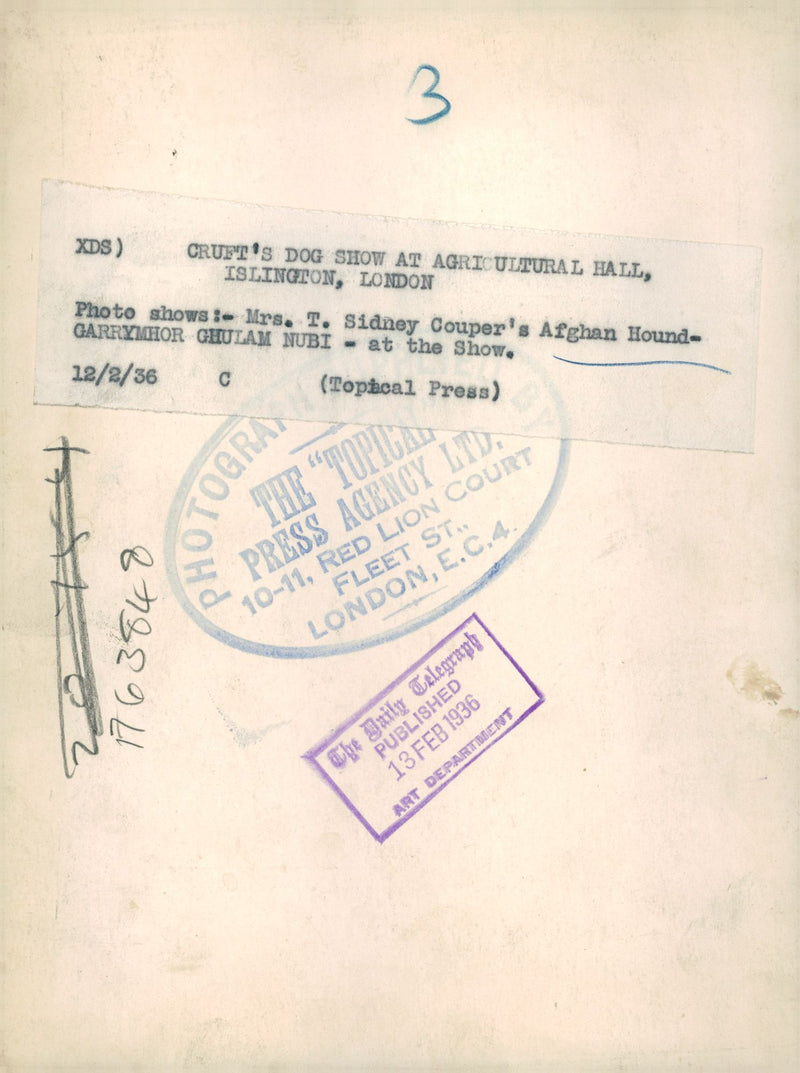 3
XDS) CRUFT'S DOG SHOW AT AGRICULTURAL HALL,
ISLINGTON, LONDON
Photo shows:- Mrs. T. Sidney Couper's Afghan Hound-
GARRYMHOR GHULAM NUBI - at the Show.
12/2/36 C (Topical Press)
PHOTOGRAPH BY
THE "TOPICAL"
PRESS AGENCY LTD.
10-11, RED LION COURT
FLEET ST.,
LONDON, E.C.4.
The Daily Telegraph
PUBLISHED
13 FEB 1936
ART DEPARTMENT
1763848